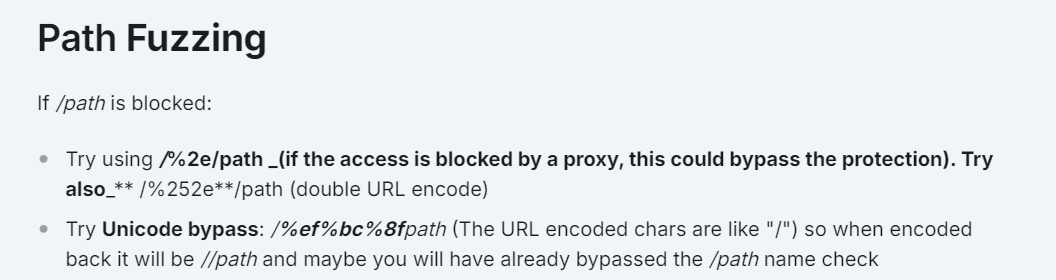 Path Fuzzing
If /path is blocked:
Try using /%2e/path _(if the access is blocked by a proxy, this could bypass the protection). Try
also_** /%252e**/path (double URL encode)
Try Unicode bypass: /%ef%bc%8fpath (The URL encoded chars are like "/") so when encoded
back it will be //path and maybe you will have already bypassed the /path name check